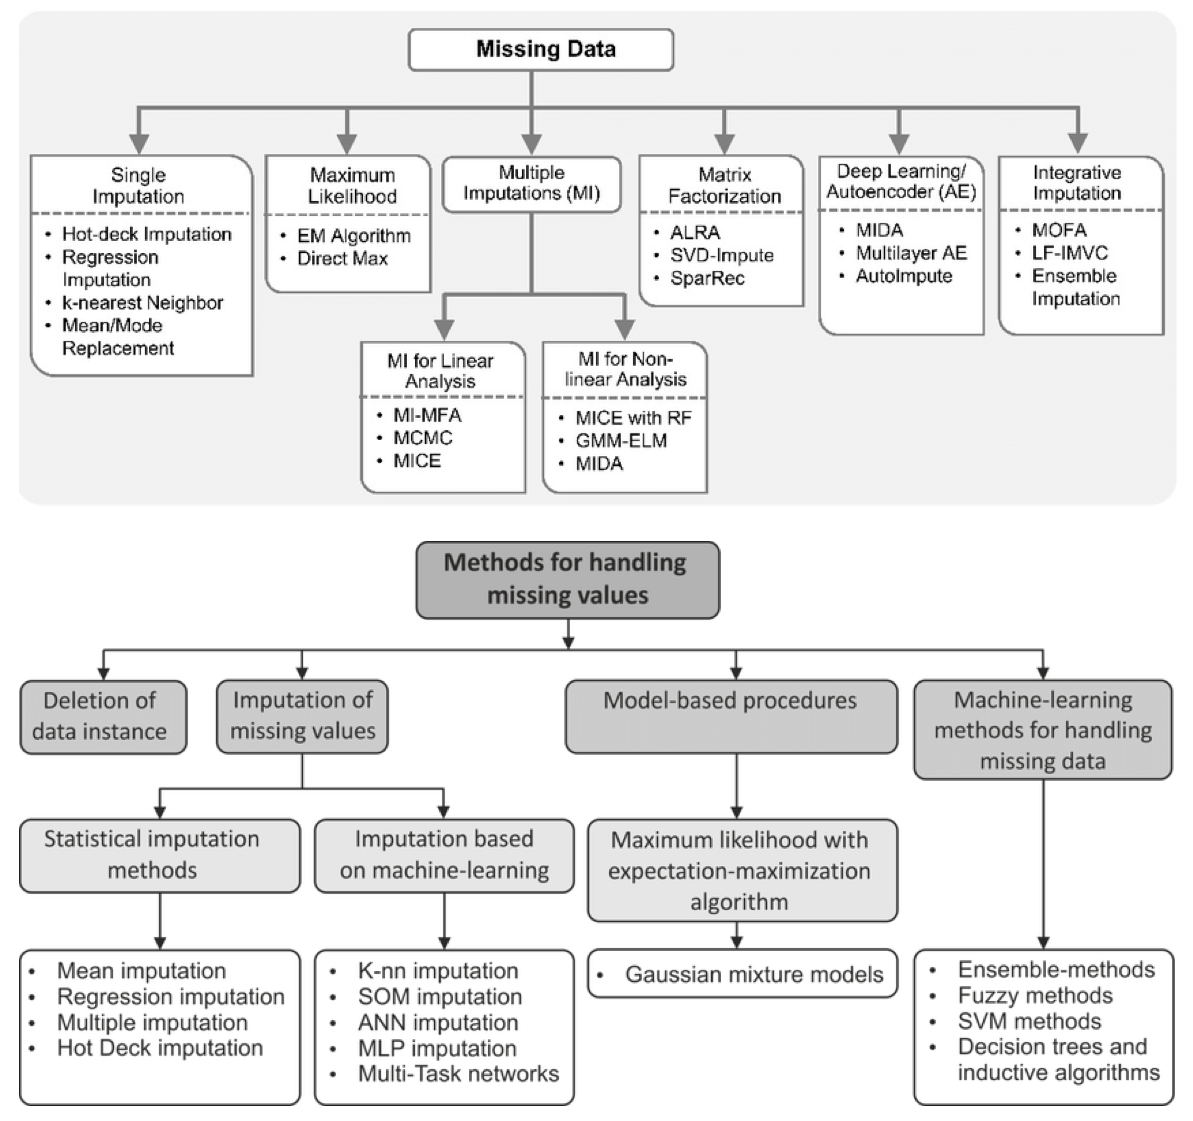 Missing Data
Single
Imputation
• Hot-deck Imputation
• Regression
Imputation
• k-nearest Neighbor
• Mean/Mode
Replacement
Maximum
Likelihood
• EM Algorithm
• Direct Max
Multiple
Imputations (MI)
MI for Linear
Analysis
• MI-MFA
• MCMC
• MICE
MI for Non-
linear Analysis
• MICE with RF
• GMM-ELM
• MIDA
Matrix
Factorization
• ALRA
• SVD-Impute
• SparRec
Deep Learning/
Autoencoder (AE)
• MIDA
• Multilayer AE
• AutoImpute
Integrative
Imputation
• MOFA
• LF-IMVC
• Ensemble
Imputation
Methods for handling
missing values
Deletion of
data instance
Imputation of
missing values
Statistical imputation
methods
• Mean imputation
• Regression imputation
• Multiple imputation
• Hot Deck imputation
Imputation based
on machine-learning
• K-nn imputation
• SOM imputation
• ANN imputation
• MLP imputation
• Multi-Task networks
Model-based procedures
Maximum likelihood with
expectation-maximization
algorithm
• Gaussian mixture models
Machine-learning
methods for handling
missing data
• Ensemble-methods
• Fuzzy methods
• SVM methods
• Decision trees and
inductive algorithms